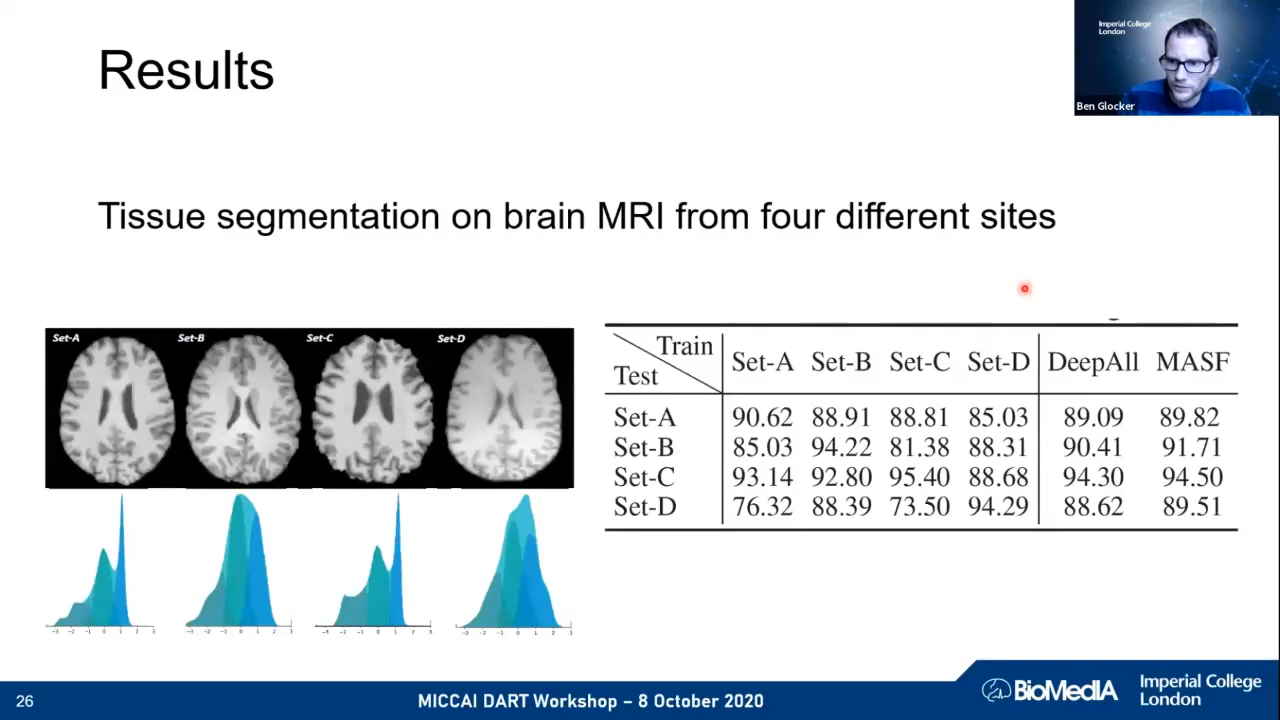 Results
Imperial College
London
Ben Glocker
Tissue segmentation on brain MRI from four different sites
Set-A Set-B Set-C Set-D
Train Set-A Set-B Set-C Set-D DeepAll MASF
Test
Set-A 90.62 88.91 88.81 85.03 89.09 89.82
Set-B 85.03 94.22 81.38 88.31 90.41 91.71
Set-C 93.14 92.80 95.40 88.68 94.30 94.50
Set-D 76.32 88.39 73.50 94.29 88.62 89.51
26
MICCAI DART Workshop – 8 October 2020
BioMedIA
Imperial College
London